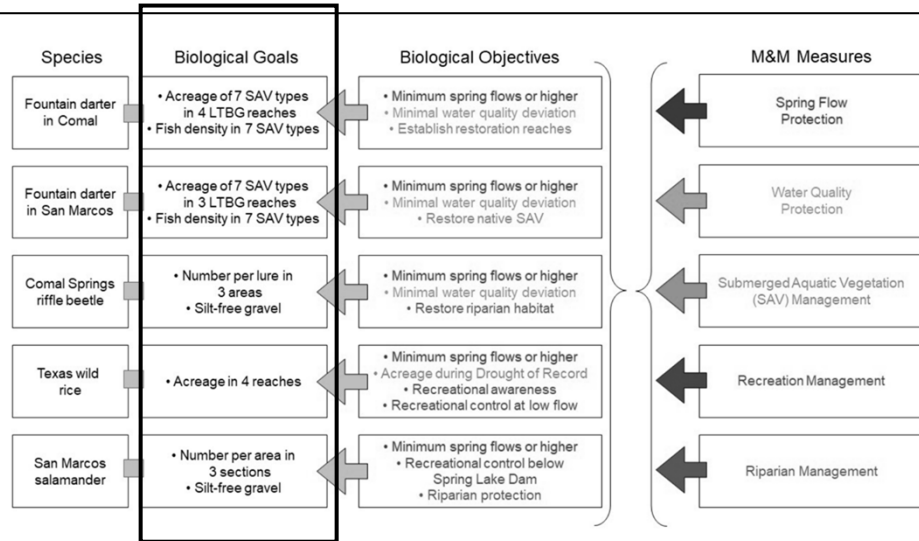 Species
Biological Goals
Biological Objectives
M&M Measures
Fountain darter
in Comal
• Acreage of 7 SAV types
in 4 LTBG reaches
• Fish density in 7 SAV types
• Minimum spring flows or higher
• Minimal water quality deviation
• Establish restoration reaches
Spring Flow
Protection
Fountain darter
in San Marcos
• Acreage of 7 SAV types
in 3 LTBG reaches
• Fish density in 7 SAV types
• Minimum spring flows or higher
• Minimal water quality deviation
• Restore native SAV
Water Quality
Protection
Comal Springs
riffle beetle
• Number per lure in
3 areas
• Silt-free gravel
• Minimum spring flows or higher
• Minimal water quality deviation
• Restore riparian habitat
Submerged Aquatic Vegetation
(SAV) Management
Texas wild
rice
• Acreage in 4 reaches
• Minimum spring flows or higher
• Acreage during Drought of Record
• Recreational awareness
• Recreational control at low flow
Recreation Management
San Marcos
salamander
• Number per area in
3 sections
• Silt-free gravel
• Minimum spring flows or higher
• Recreational control below
Spring Lake Dam
• Riparian protection
Riparian Management